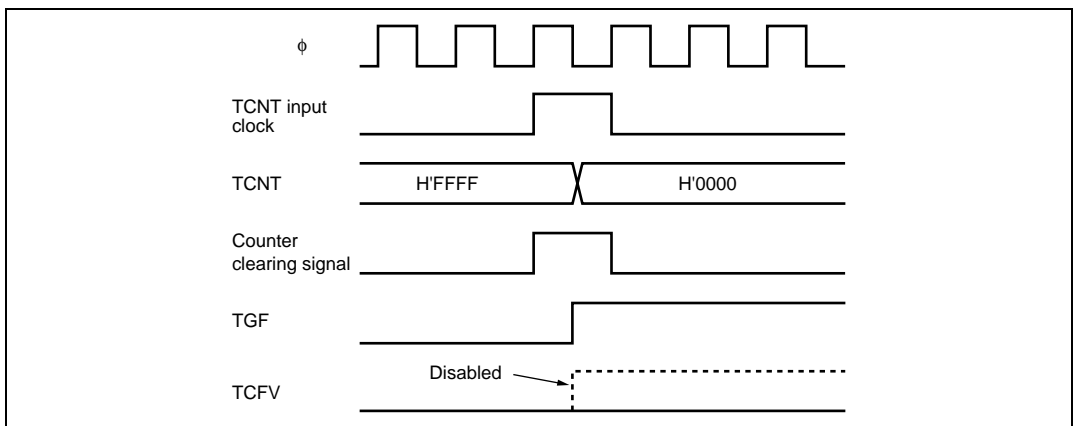 ϕ
TCNT input
clock
TCNT
H'FFFF
H'0000
Counter
clearing signal
TGF
Disabled
TCFV